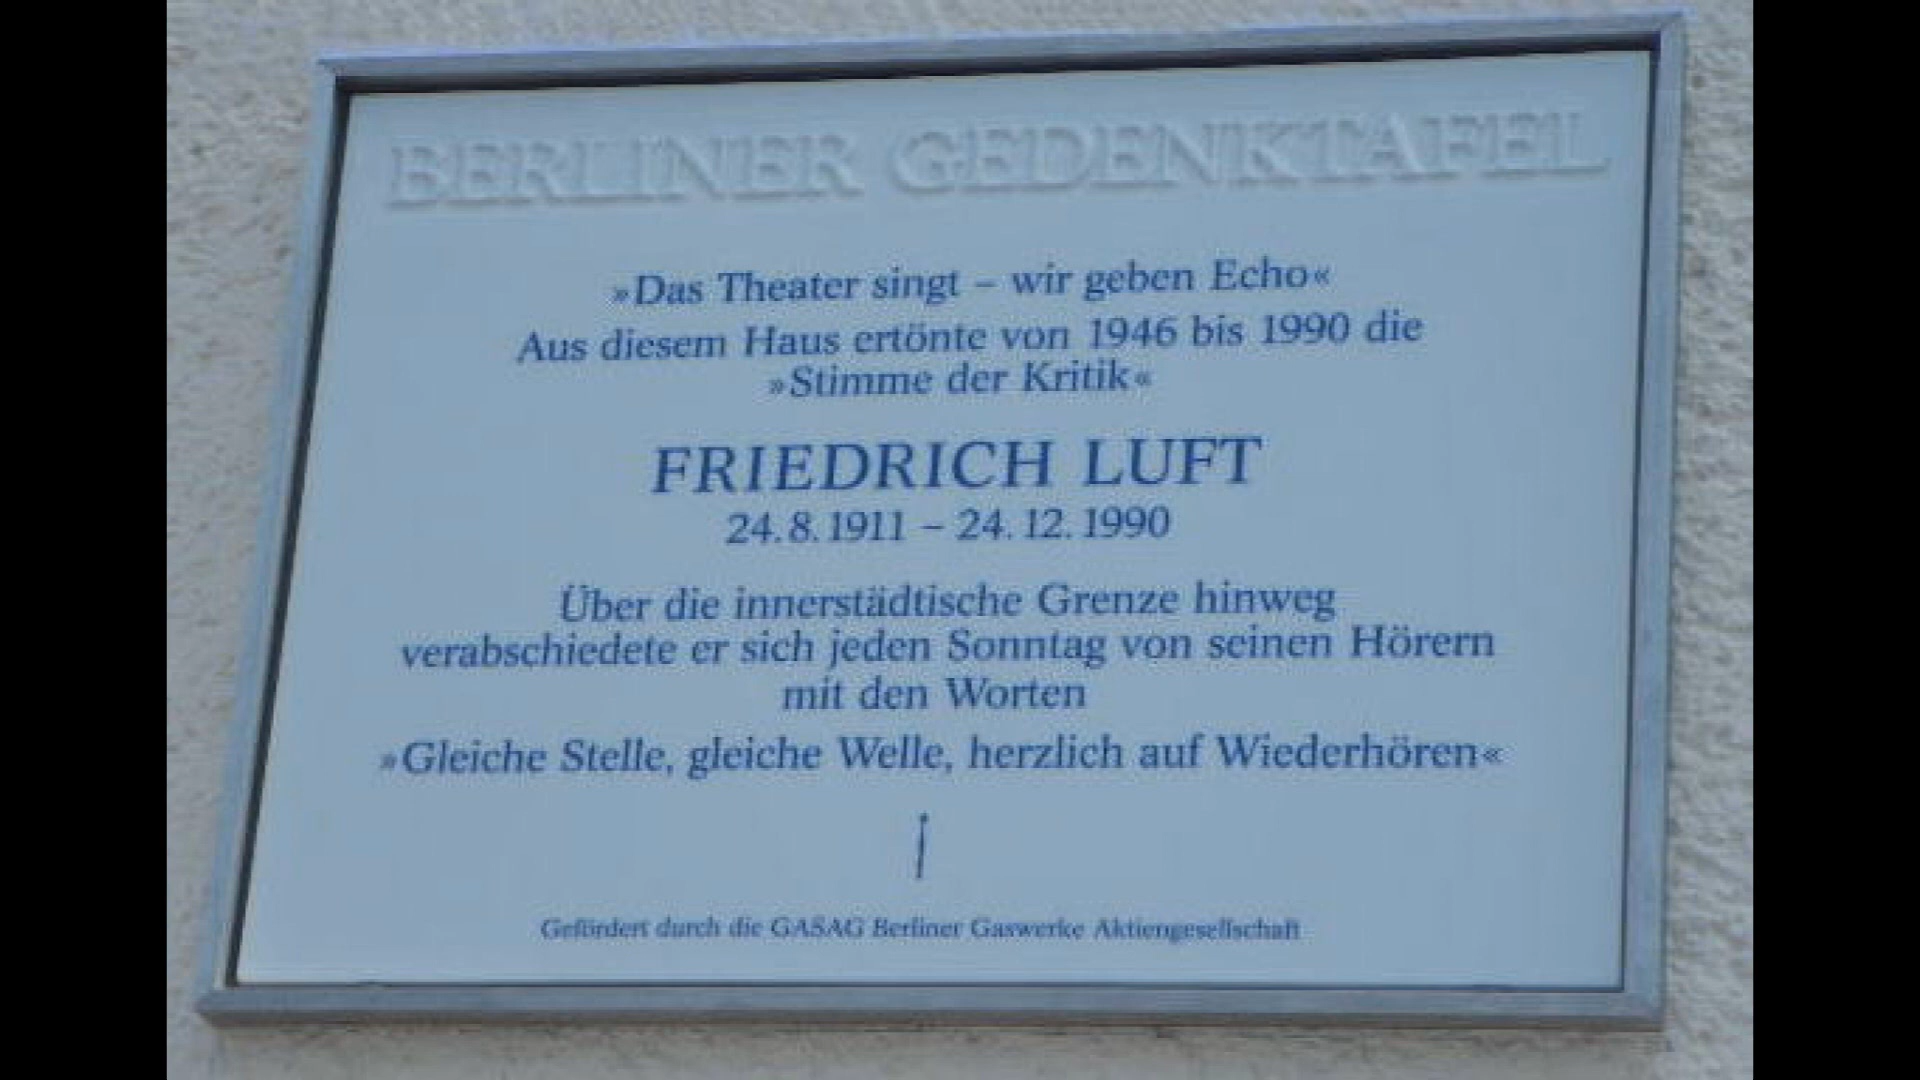 BERLINER GEDENKTAFEL
»Das Theater singt – wir geben Echo«
Aus diesem Haus ertönte von 1946 bis 1990 die
»Stimme der Kritik«
FRIEDRICH LUFT
24. 8. 1911 – 24. 12. 1990
Über die innerstädtische Grenze hinweg
verabschiedete er sich jeden Sonntag von seinen Hörern
mit den Worten
»Gleiche Stelle, gleiche Welle, herzlich auf Wiederhören«
Gefördert durch die GASAG Berliner Gaswerke Aktiengesellschaft